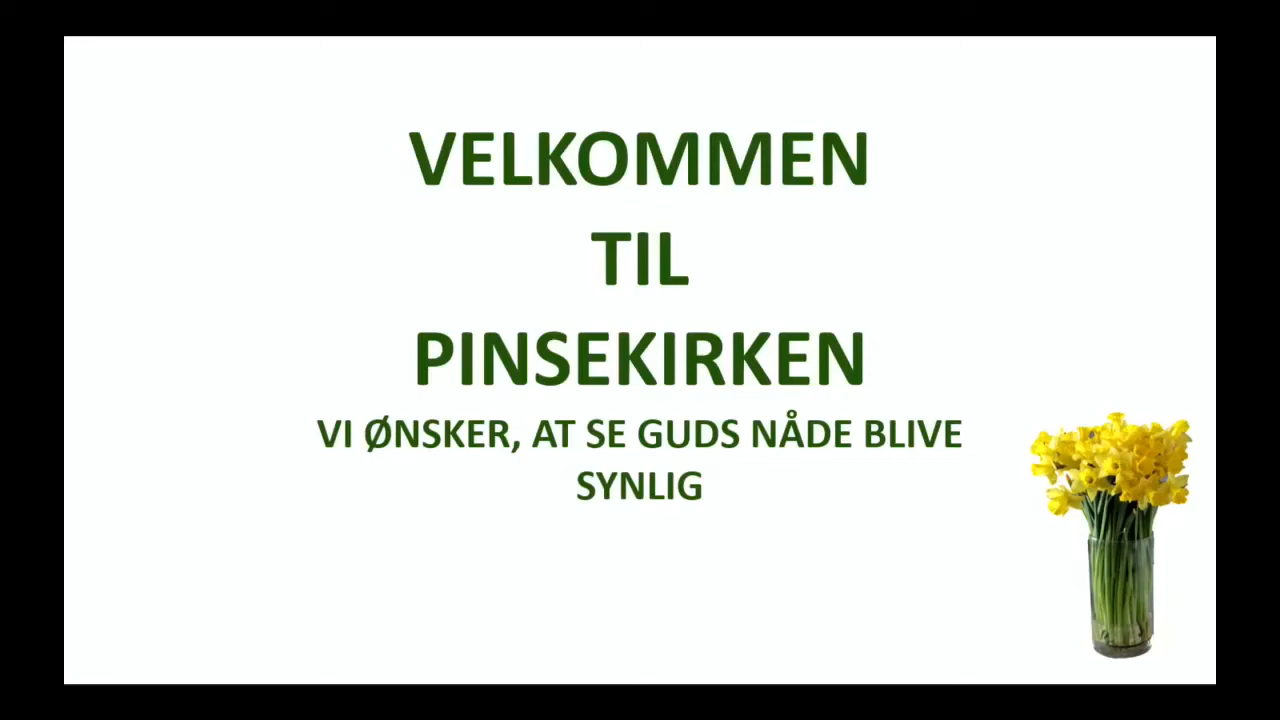 VELKOMMEN
TIL
PINSEKIRKEN
VI ØNSKER, AT SE GUDS NÅDE BLIVE
SYNLIG